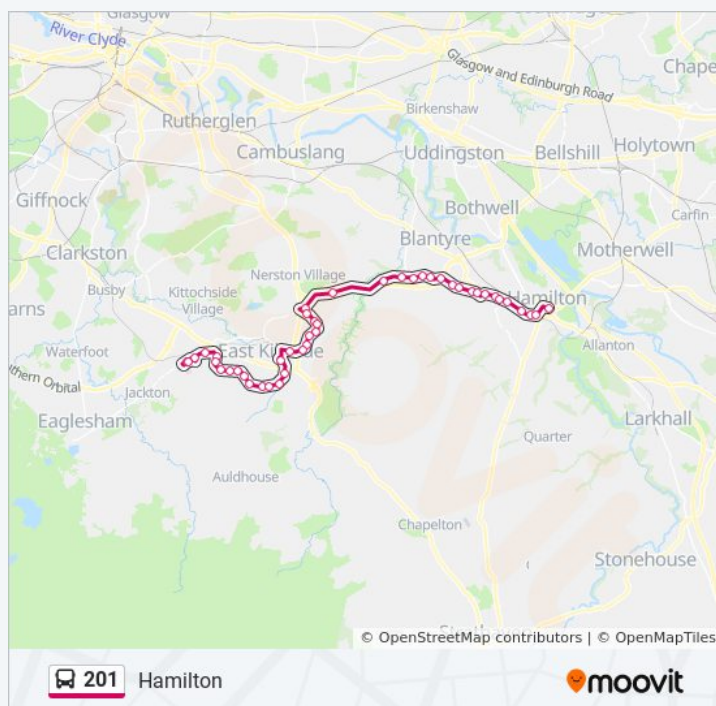 Glasgow
River Clyde
Glasgow and Edinburgh Road
Chape
Rutherglen
Birkenshaw
Cambuslang
Uddingston
Bellshill
Holytown
Giffnock
Bothwell
Carfin
Clarkston
Blantyre
Motherwell
Nerston Village
arns
Busby
Kittochside
Village
Hamilton
Waterfoot
East Kilbride
Allanton
thern Orbital
Jackton
Eaglesham
Larkhall
Quarter
Auldhouse
Chapelton
Stonehouse
© OpenStreetMap contributors | © OpenMapTiles
201 Hamilton
moovit